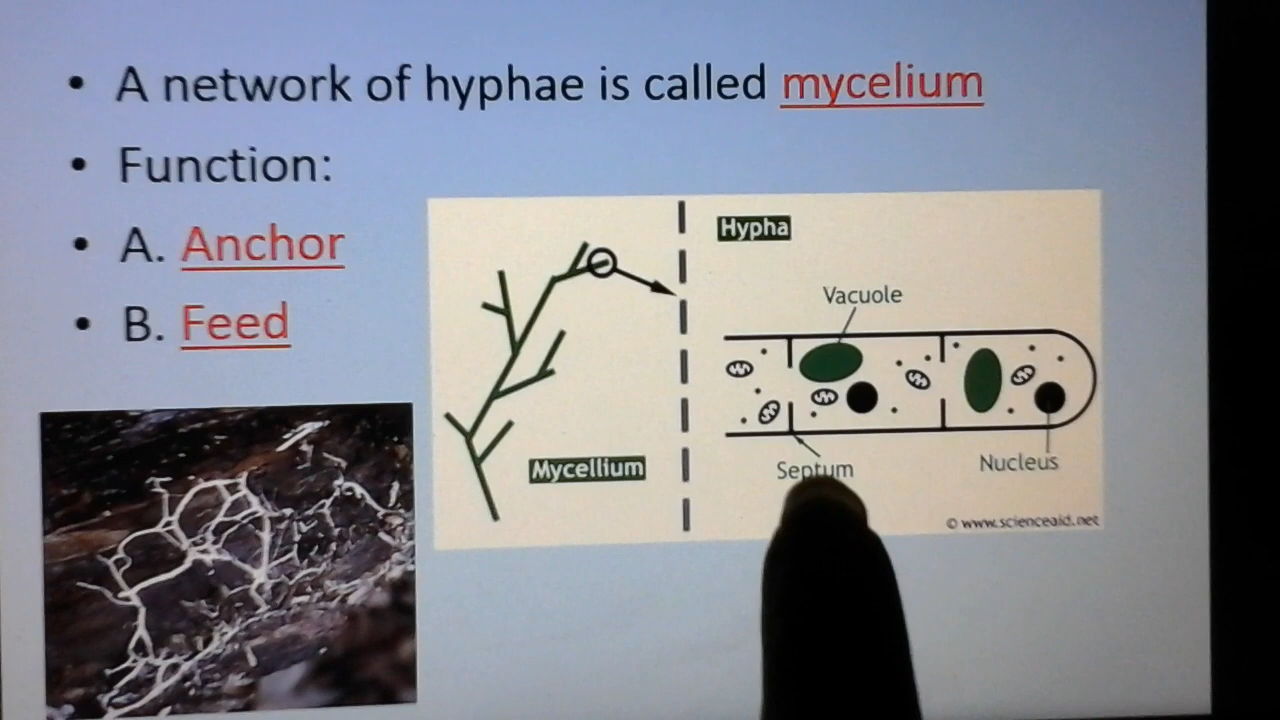 • A network of hyphae is called mycelium
• Function:
• A. Anchor
• B. Feed
Hypha
Vacuole
Mycellium
Septum
Nucleus
© www.scienceaid.net